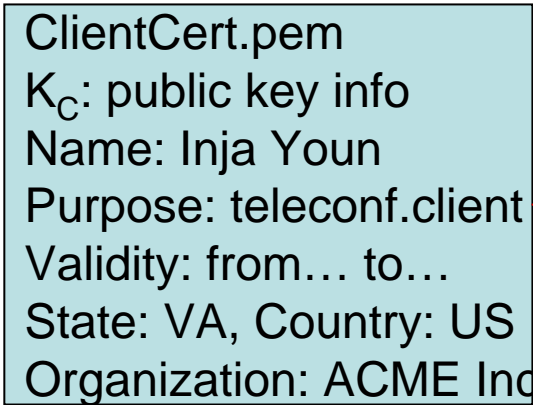 ClientCert.pem
K_C: public key info
Name: Inja Youn
Purpose: teleconf.client
Validity: from… to…
State: VA, Country: US
Organization: ACME Inc